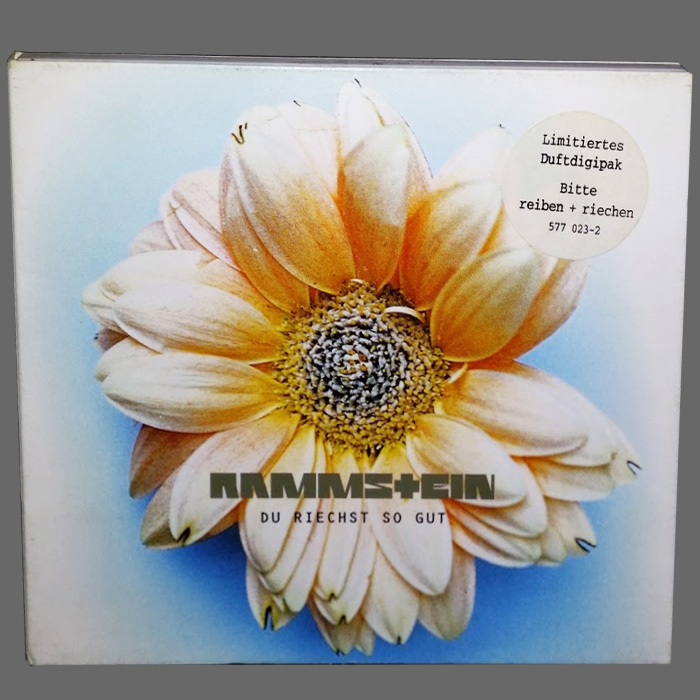 Limitiertes
Duftdigipak
Bitte
reiben + riechen
577 023-2
RAMMSTEIN
DU RIECHST SO GUT